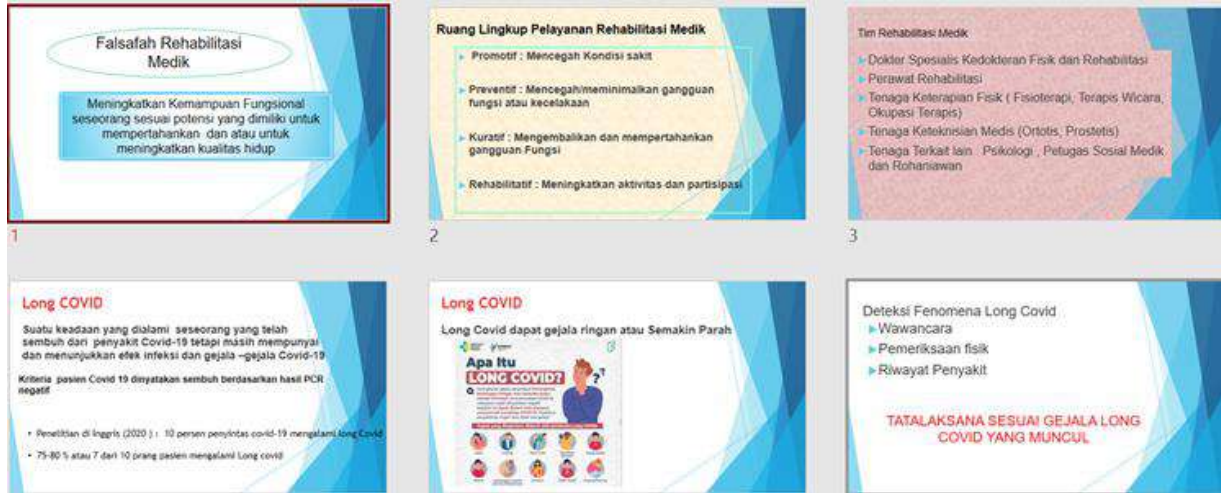 Falsafah Rehabilitasi
Medik
Meningkatkan Kemampuan Fungsional
seseorang sesuai potensi yang dimiliki untuk
mempertahankan dan atau untuk
meningkatkan kualitas hidup
1
Ruang Lingkup Pelayanan Rehabilitasi Medik
Promotif : Mencegah Kondisi sakit
Preventif : Mencegah/meminimalkan gangguan
fungsi atau kecelakaan
Kuratif : Mengembalikan dan mempertahankan
gangguan Fungsi
Rehabilitatif : Meningkatkan aktivitas dan partisipasi
2
Tim Rehabilitasi Medik
Dokter Spesialis Kedokteran Fisik dan Rehabilitasi
Perawat Rehabilitasi
Tenaga Keterapian Fisik ( Fisioterapi, Terapis Wicara,
Okupasi Terapis)
Tenaga Keteknisian Medis (Ortotis, Prostetis)
Tenaga Terkait lain : Psikologi , Petugas Sosial Medik
dan Rohaniawan
3
Long COVID
Suatu keadaan yang dialami seseorang yang telah
sembuh dari penyakit Covid-19 tetapi masih mempunyai
dan menunjukkan efek infeksi dan gejala –gejala Covid-19
Kriteria pasien Covid 19 dinyatakan sembuh berdasarkan hasil PCR
negatif
• Penelitian di Inggris (2020 ) : 10 persen penyintas covid-19 mengalami long Covid
• 75-80 % atau 7 dari 10 prang pasien mengalami Long covid
Long COVID
Long Covid dapat gejala ringan atau Semakin Parah
Apa Itu
LONG COVID?
Deteksi Fenomena Long Covid
Wawancara
Pemeriksaan fisik
Riwayat Penyakit
TATALAKSANA SESUAI GEJALA LONG
COVID YANG MUNCUL